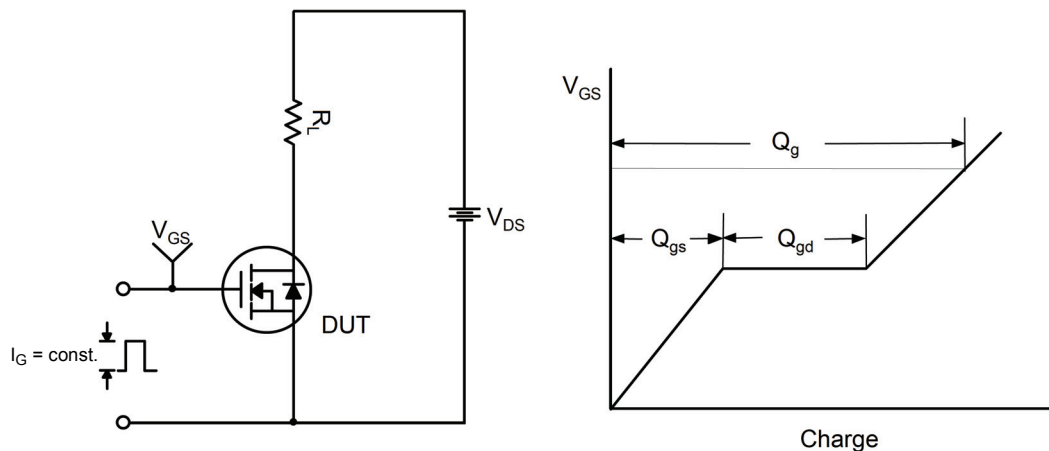 R_L
V_DS
V_GS
DUT
I_G = const.
V_GS
Q_g
Q_gs
Q_gd
Charge